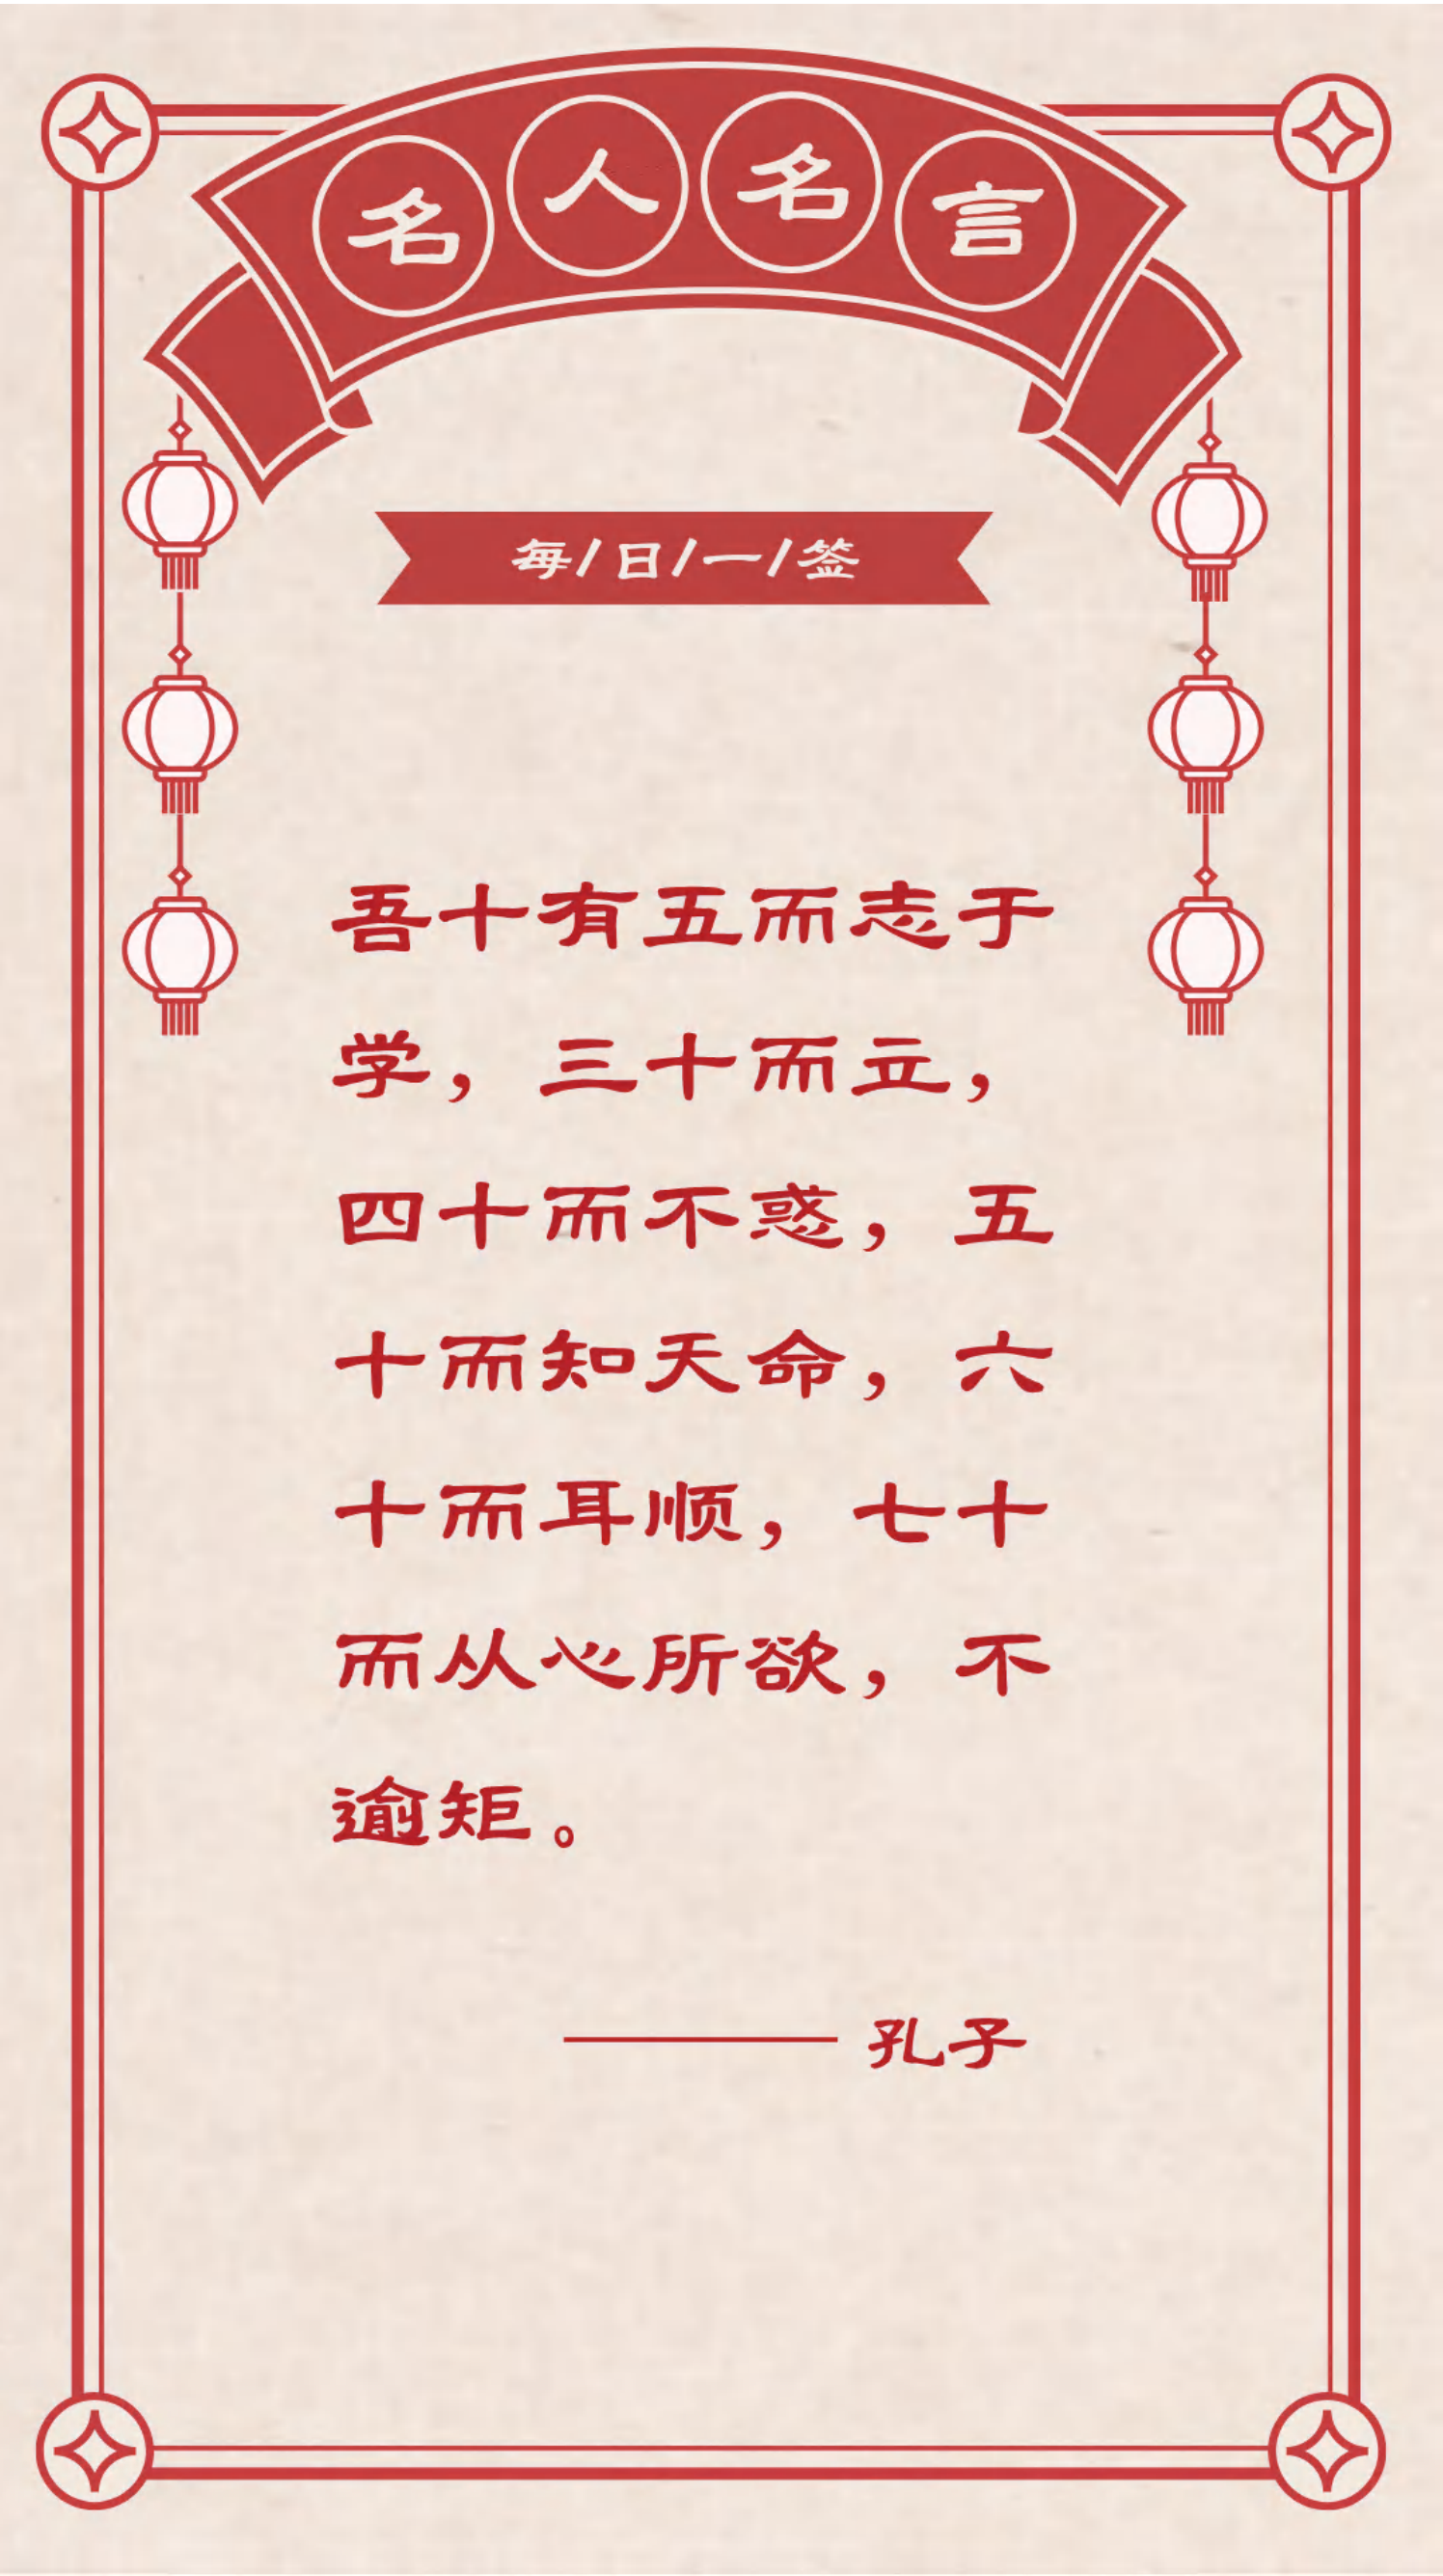 名人名言
每/日/一/签
吾十有五而志于
学，三十而立，
四十而不惑，五
十而知天命，六
十而耳顺，七十
而从心所欲，不
逾矩。
——孔子